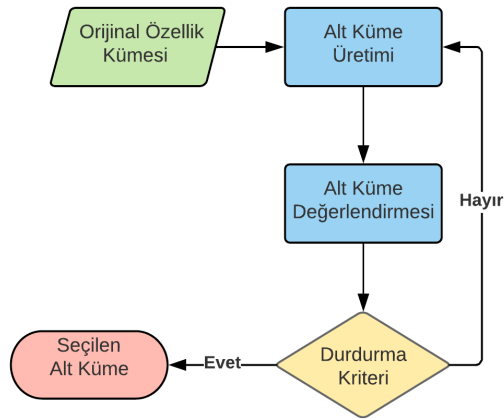 Orijinal Özellik
Kümesi
Alt Küme
Üretimi
Alt Küme
Değerlendirmesi
Hayır
Durdurma
Kriteri
Evet
Seçilen
Alt Küme